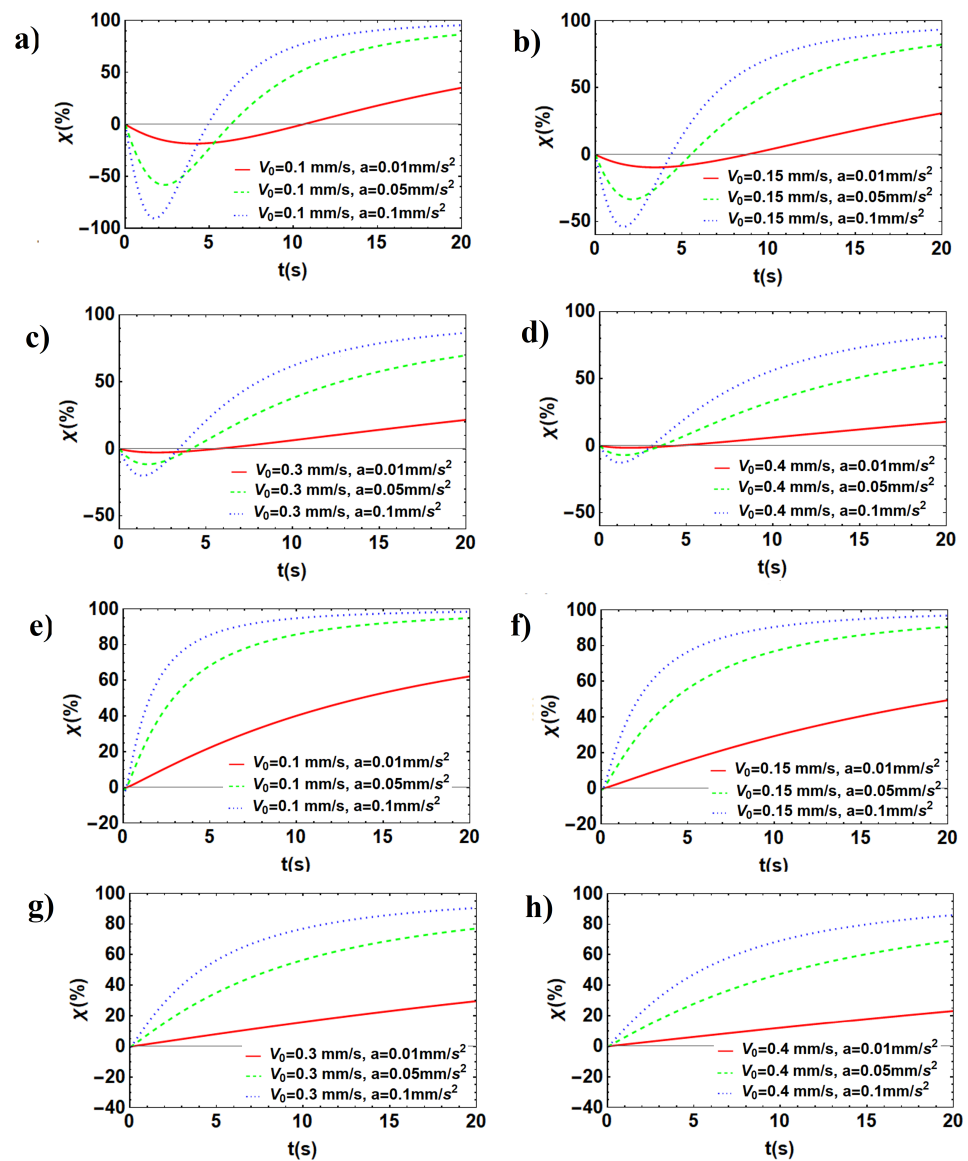 a)
χ(%)
100
50
0
−50
−100
V0=0.1 mm/s, a=0.01mm/s²
V0=0.1 mm/s, a=0.05mm/s²
V0=0.1 mm/s, a=0.1mm/s²
0 5 10 15 20
t(s)
b)
χ(%)
100
50
0
−50
V0=0.15 mm/s, a=0.01mm/s²
V0=0.15 mm/s, a=0.05mm/s²
V0=0.15 mm/s, a=0.1mm/s²
0 5 10 15 20
t(s)
c)
χ(%)
100
50
0
−50
V0=0.3 mm/s, a=0.01mm/s²
V0=0.3 mm/s, a=0.05mm/s²
V0=0.3 mm/s, a=0.1mm/s²
0 5 10 15 20
t(s)
d)
χ(%)
100
50
0
−50
V0=0.4 mm/s, a=0.01mm/s²
V0=0.4 mm/s, a=0.05mm/s²
V0=0.4 mm/s, a=0.1mm/s²
0 5 10 15 20
t(s)
e)
χ(%)
100
80
60
40
20
0
−20
V0=0.1 mm/s, a=0.01mm/s²
V0=0.1 mm/s, a=0.05mm/s²
V0=0.1 mm/s, a=0.1mm/s²
0 5 10 15 20
t(s)
f)
χ(%)
100
80
60
40
20
0
−20
V0=0.15 mm/s, a=0.01mm/s²
V0=0.15 mm/s, a=0.05mm/s²
V0=0.15 mm/s, a=0.1mm/s²
0 5 10 15 20
t(s)
g)
χ(%)
100
80
60
40
20
0
−20
−40
V0=0.3 mm/s, a=0.01mm/s²
V0=0.3 mm/s, a=0.05mm/s²
V0=0.3 mm/s, a=0.1mm/s²
0 5 10 15 20
t(s)
h)
χ(%)
100
80
60
40
20
0
−20
−40
V0=0.4 mm/s, a=0.01mm/s²
V0=0.4 mm/s, a=0.05mm/s²
V0=0.4 mm/s, a=0.1mm/s²
0 5 10 15 20
t(s)